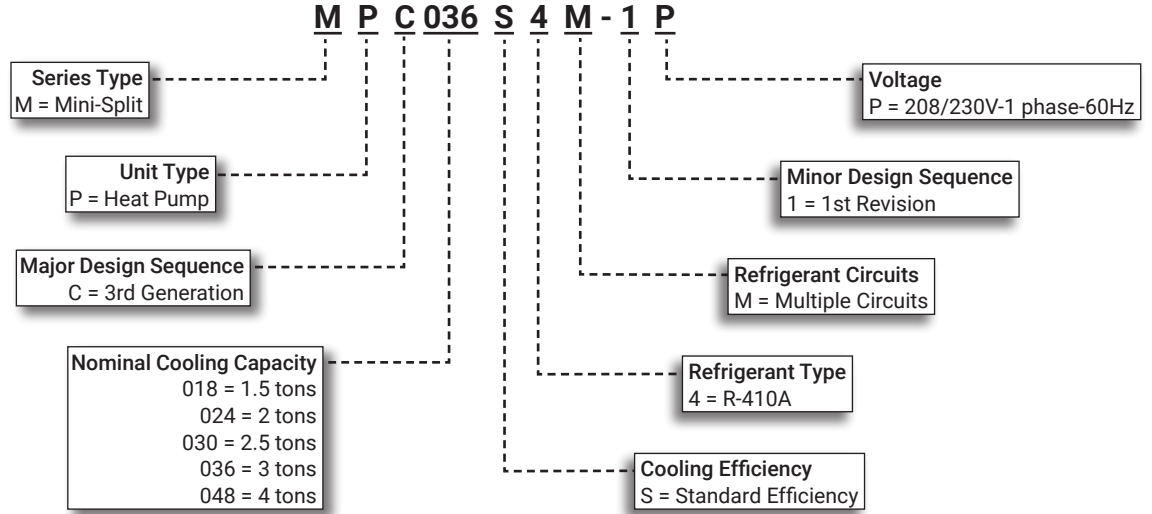 M P C 036 S 4 M - 1 P
Series Type
M = Mini-Split
Voltage
P = 208/230V-1 phase-60Hz
Unit Type
P = Heat Pump
Minor Design Sequence
1 = 1st Revision
Major Design Sequence
C = 3rd Generation
Refrigerant Circuits
M = Multiple Circuits
Nominal Cooling Capacity
018 = 1.5 tons
024 = 2 tons
030 = 2.5 tons
036 = 3 tons
048 = 4 tons
Refrigerant Type
4 = R-410A
Cooling Efficiency
S = Standard Efficiency